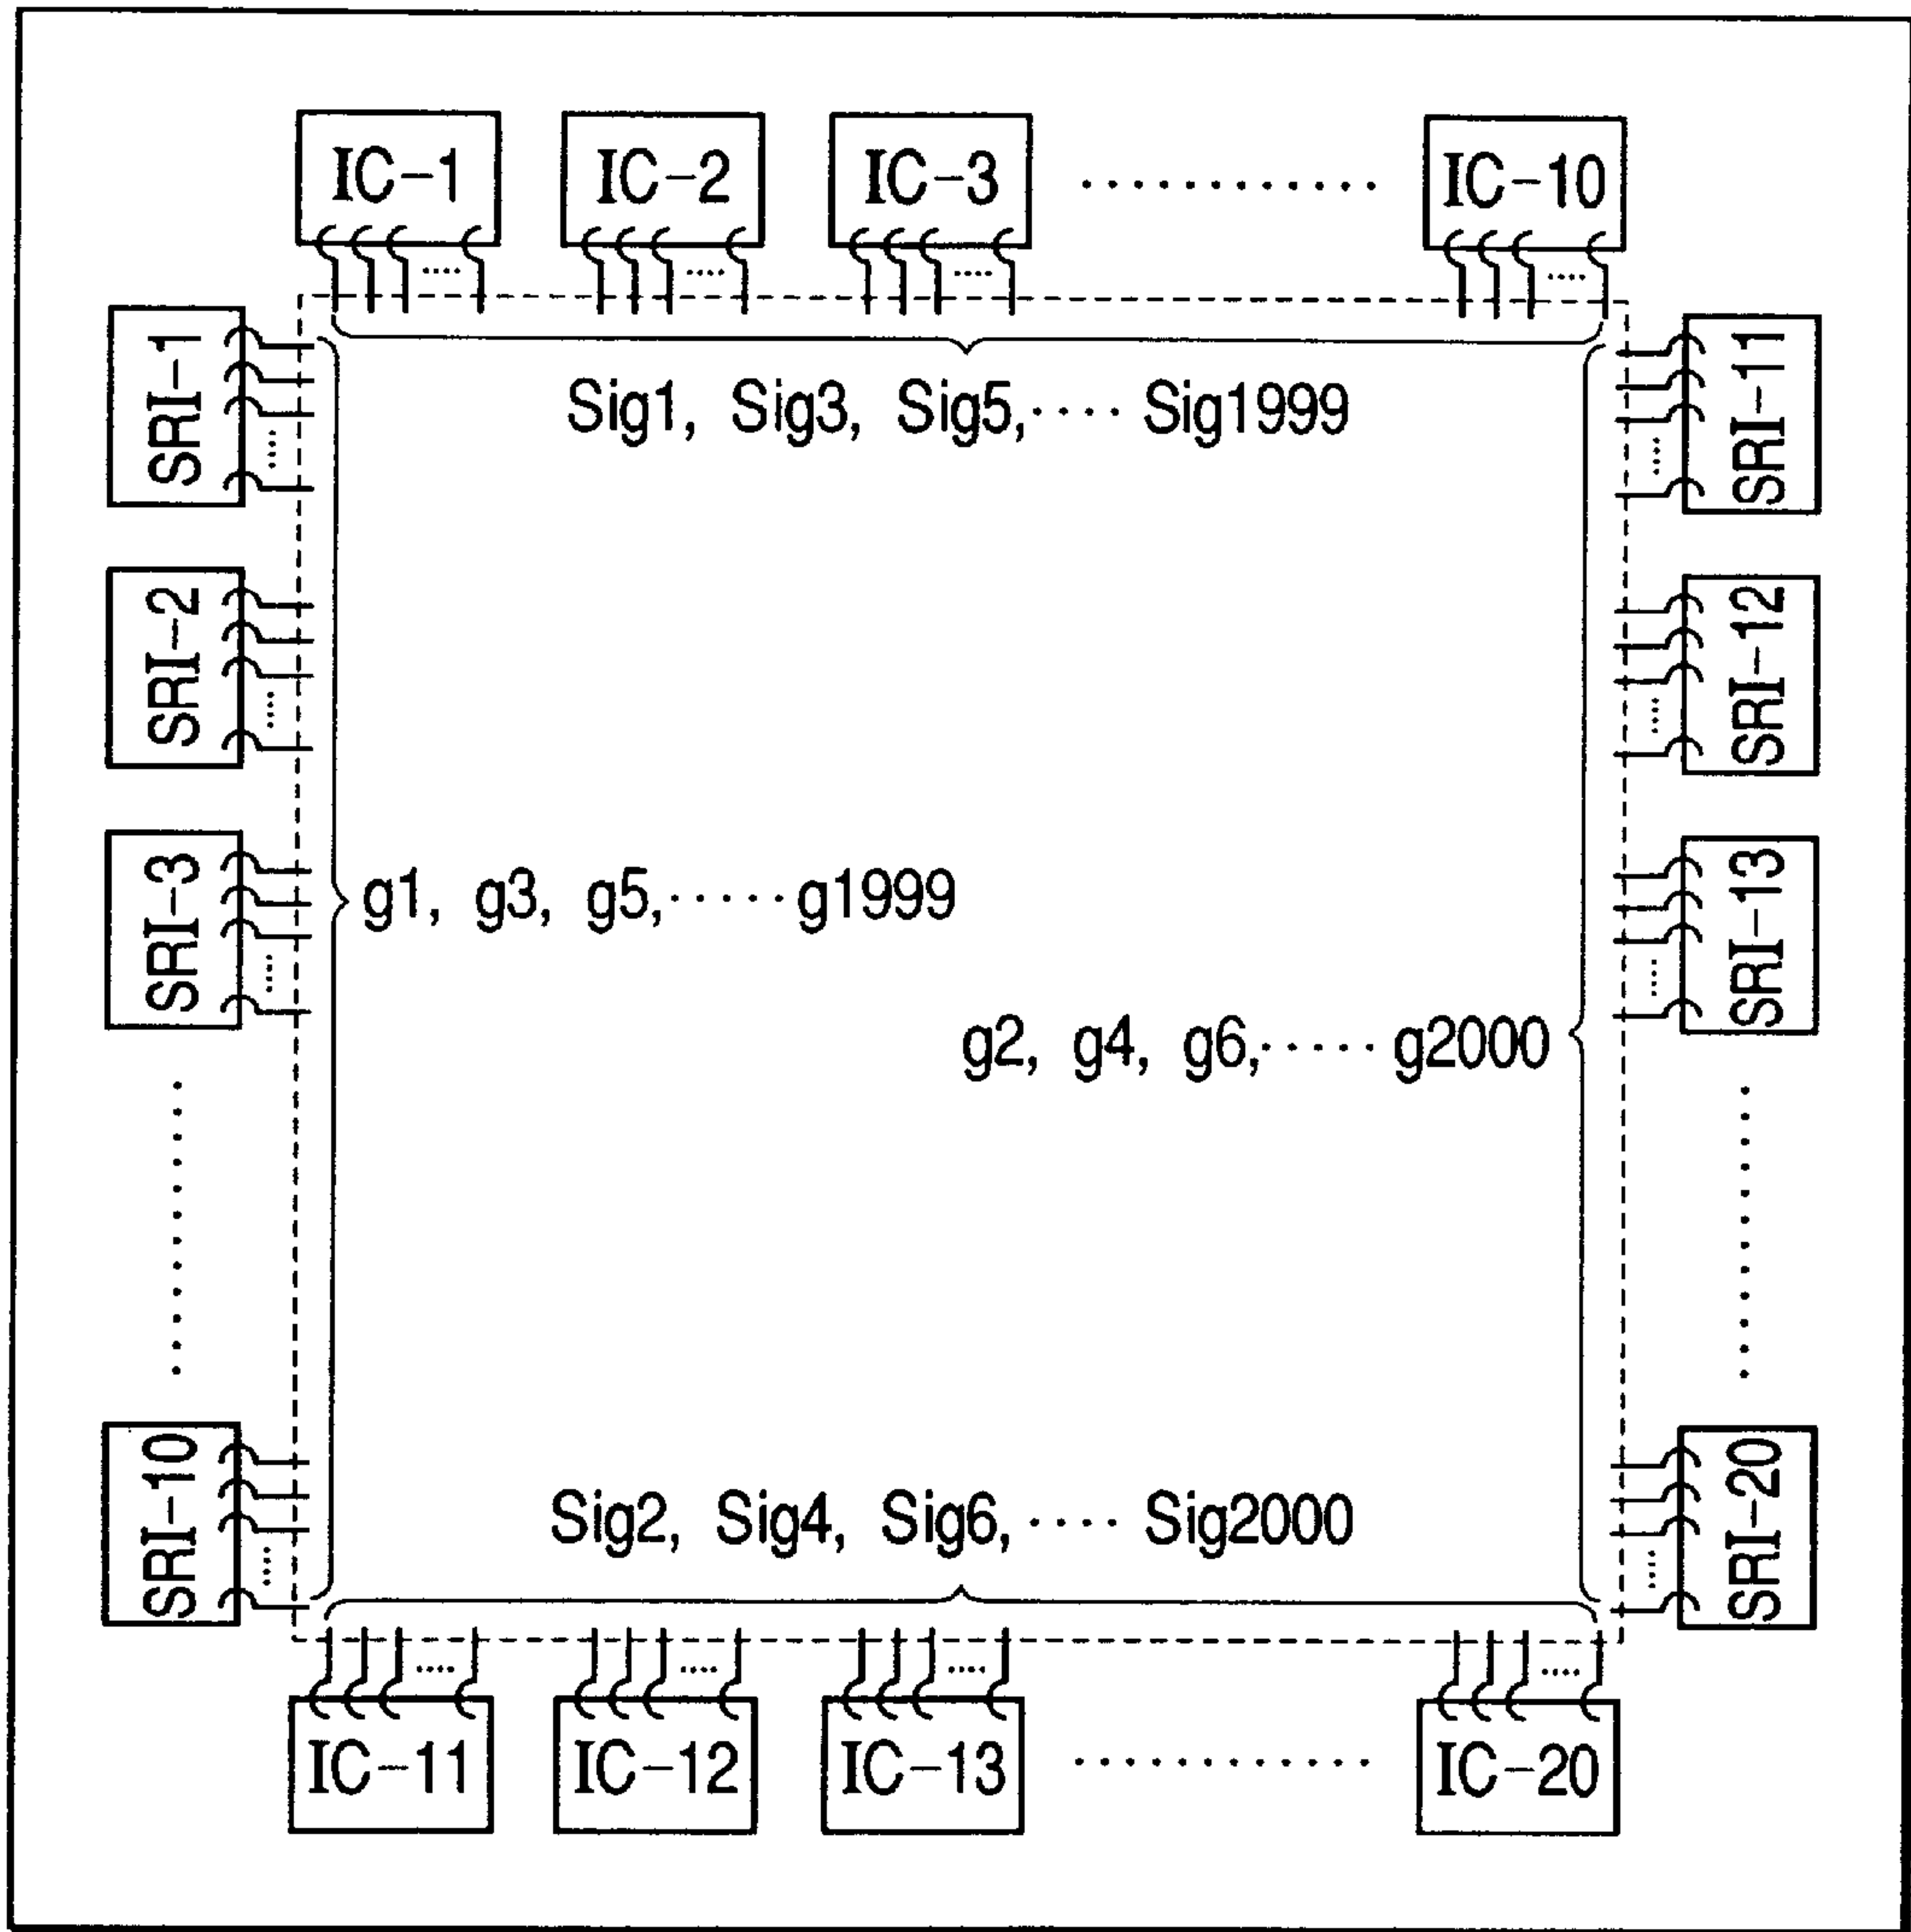 IC-1 IC-2 IC-3 ············ IC-10
Sig1, Sig3, Sig5, ···· Sig1999
SRI-1
SRI-2
SRI-3
SRI-10
SRI-11
SRI-12
SRI-13
SRI-20
g1, g3, g5, ····· g1999
g2, g4, g6, ····· g2000
Sig2, Sig4, Sig6, ···· Sig2000
IC-11 IC-12 IC-13 ············ IC-20